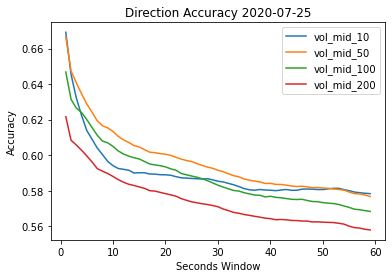 Direction Accuracy 2020-07-25
vol_mid_10
vol_mid_50
vol_mid_100
vol_mid_200
Accuracy
0.66
0.64
0.62
0.60
0.58
0.56
0 10 20 30 40 50 60
Seconds Window